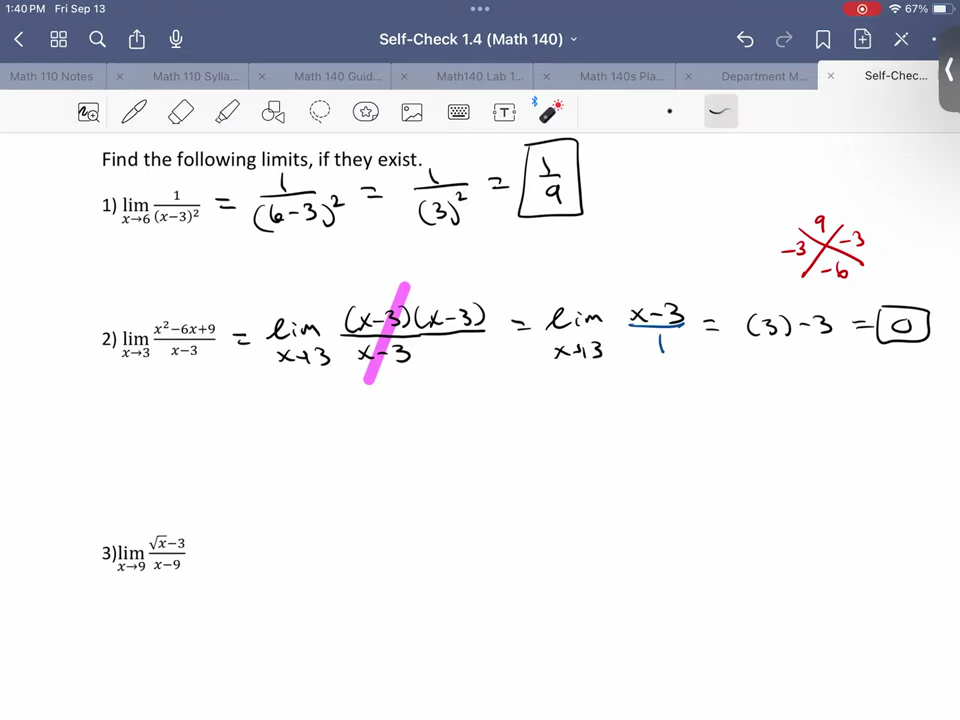 1:40 PM Fri Sep 13
67%
Self-Check 1.4 (Math 140)
Math 110 Notes × Math 110 Sylla... × Math 140 Guid... × Math140 Lab 1... × Math 140s Pla... × Department M... × Self-Chec...
Find the following limits, if they exist.
1) lim x→6 1/(x−3)² = 1/(6−3)² = 1/(3)² = 1/9
9
−3 −3
−6
2) lim x→3 (x²−6x+9)/(x−3) = lim x→3 (x−3)(x−3)/(x−3) = lim x→3 (x−3)/1 = (3)−3 = 0
3) lim x→9 (√x−3)/(x−9)